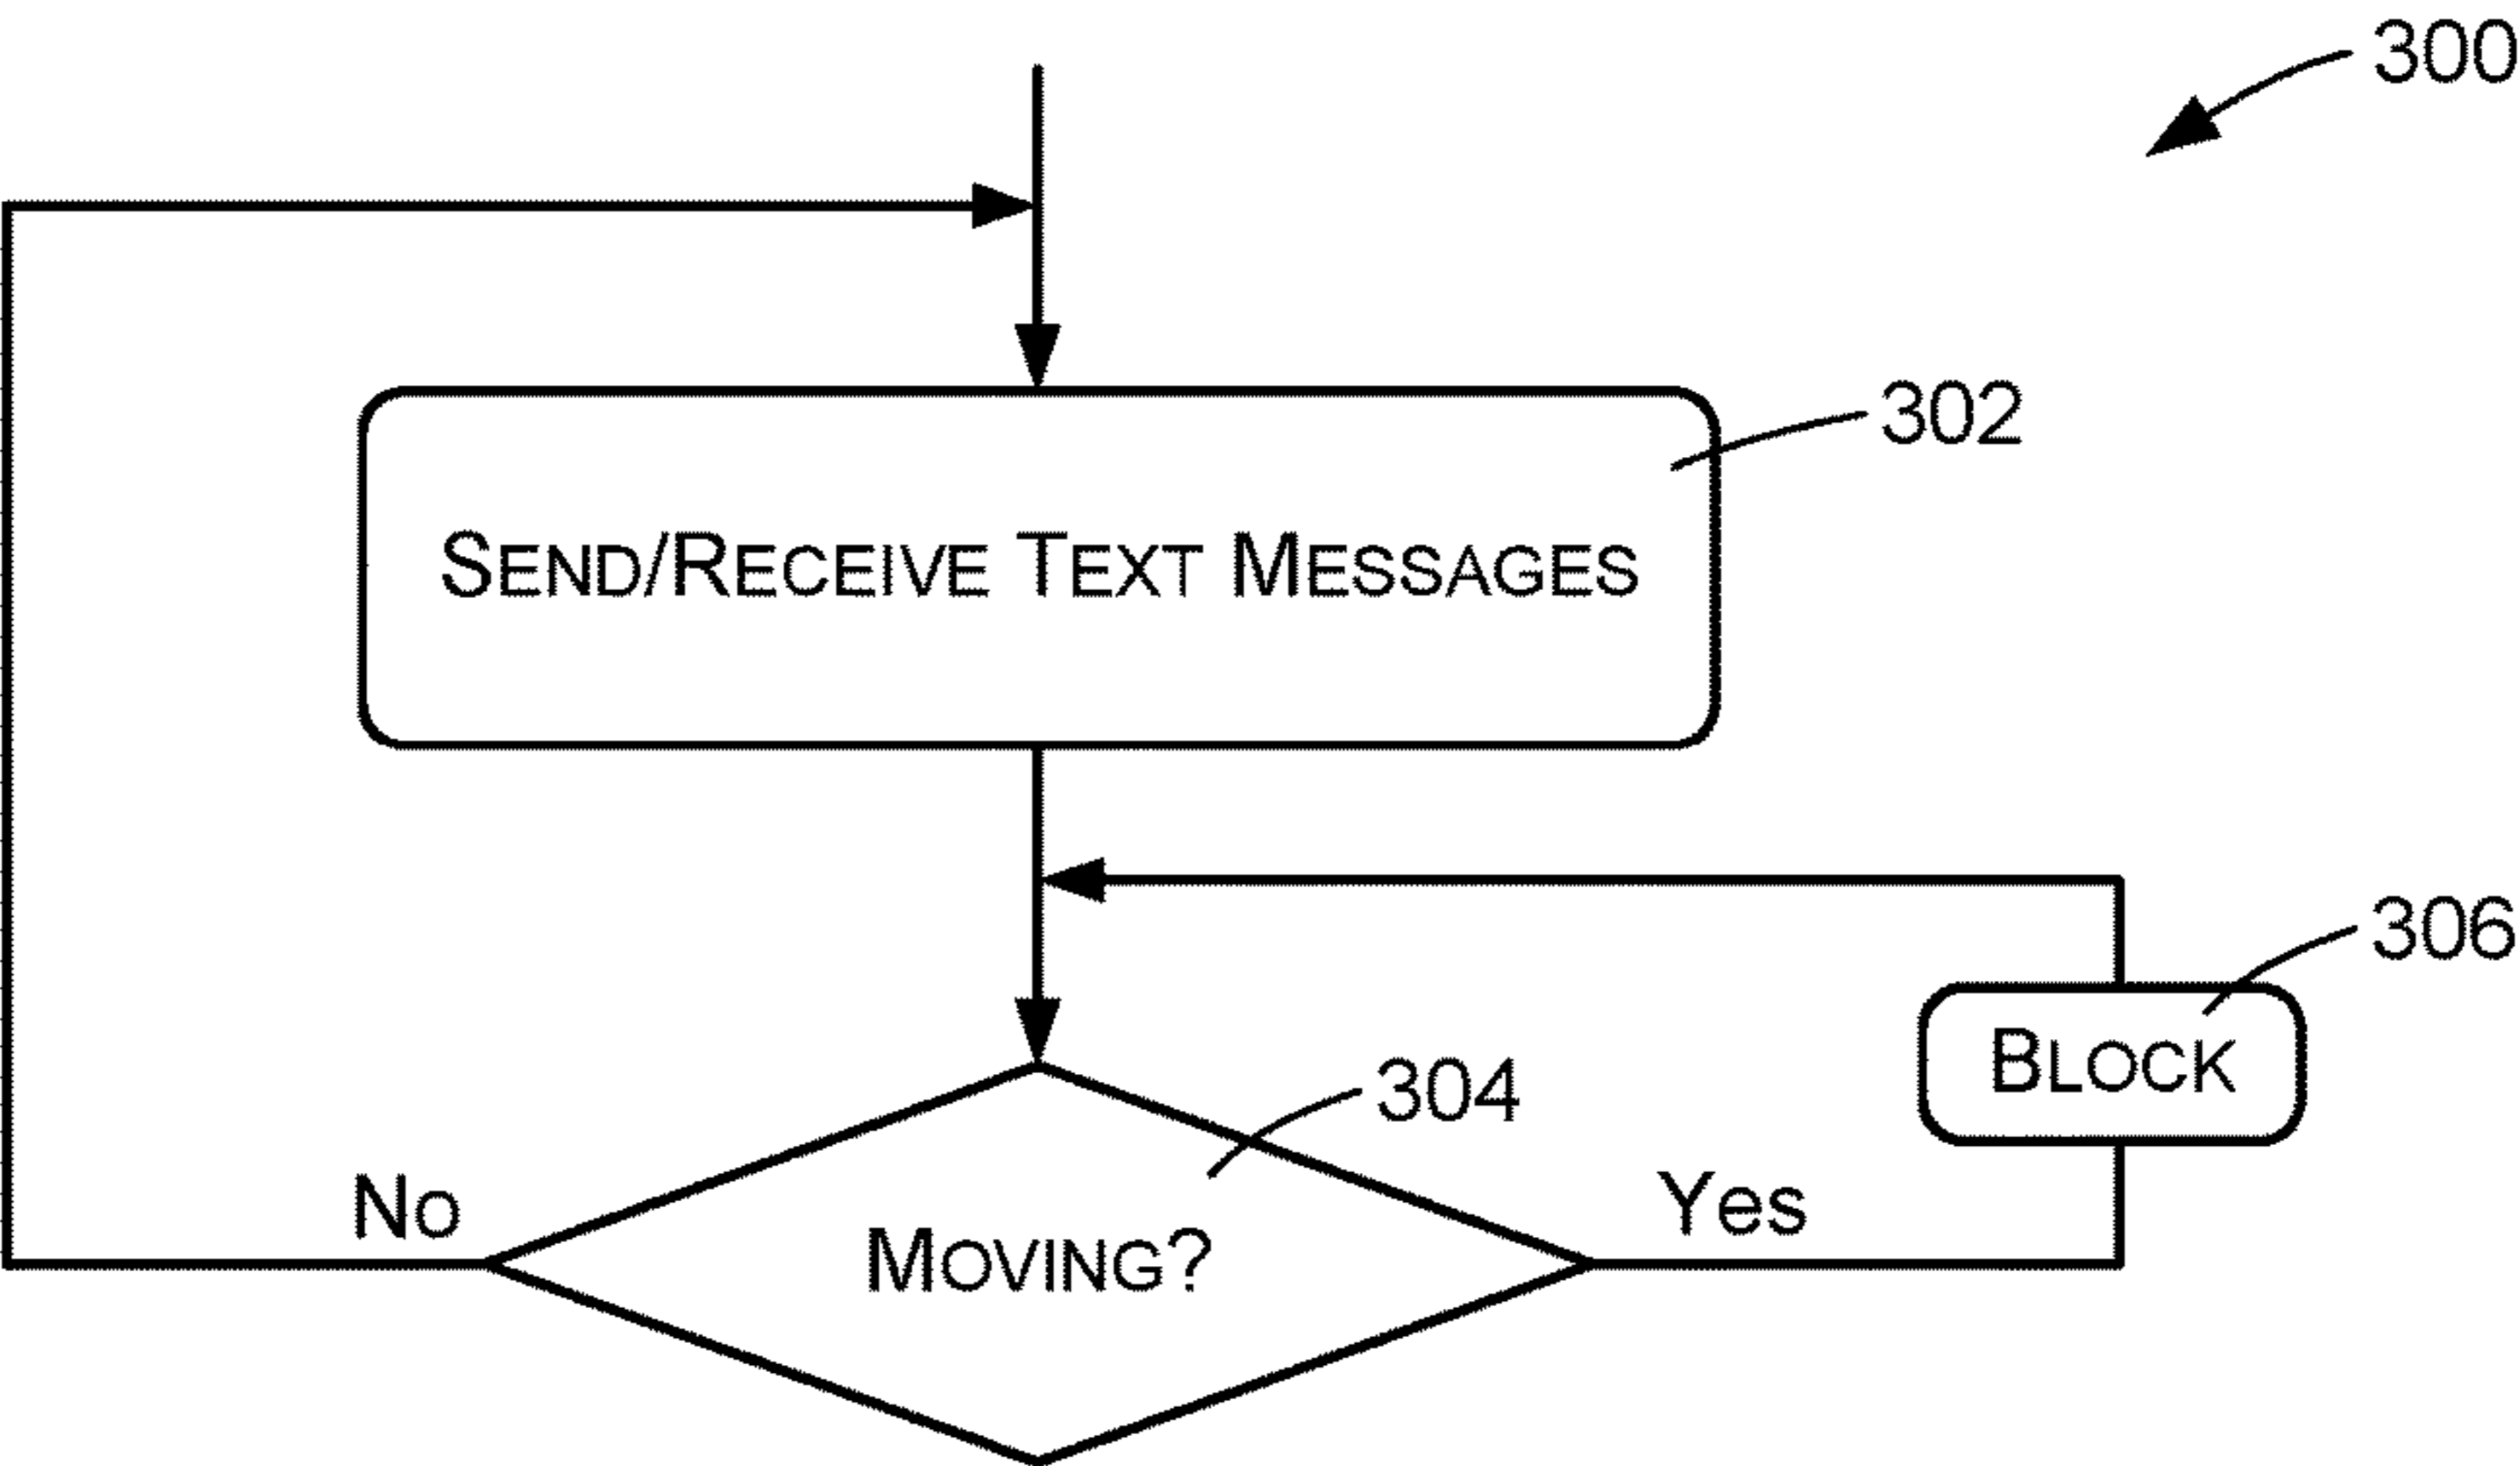 300
302
SEND/RECEIVE TEXT MESSAGES
306
BLOCK
304
NO
Yes
MOVING?